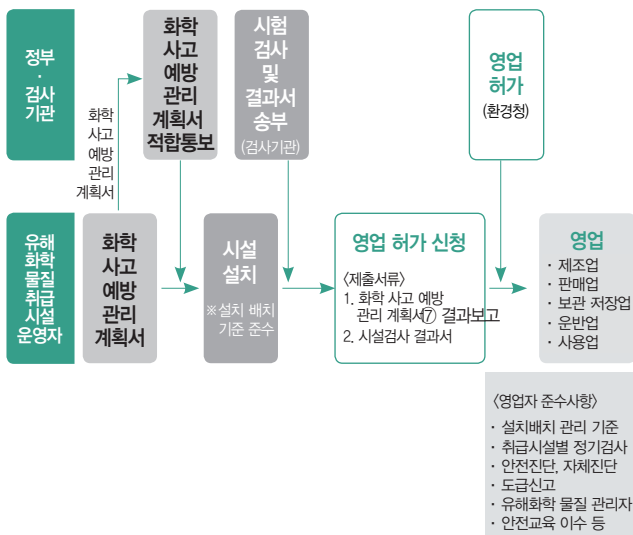 정부
·
검사
기관
화학
사고
예방
관리
계획서
화학
사고
예방
관리
계획서
적합통보
시험
검사
및
결과서
송부
(검사기관)
영업
허가
(환경청)
유해
화학
물질
취급
시설
운영자
화학
사고
예방
관리
계획서
시설
설치
※설치 배치
기준 준수
영업 허가 신청
〈제출서류〉
1. 화학 사고 예방
관리 계획서⑦ 결과보고
2. 시설검사 결과서
영업
· 제조업
· 판매업
· 보관 저장업
· 운반업
· 사용업
〈영업자 준수사항〉
· 설치배치 관리 기준
· 취급시설별 정기검사
· 안전진단, 자체진단
· 도급신고
· 유해화학 물질 관리자
· 안전교육 이수 등